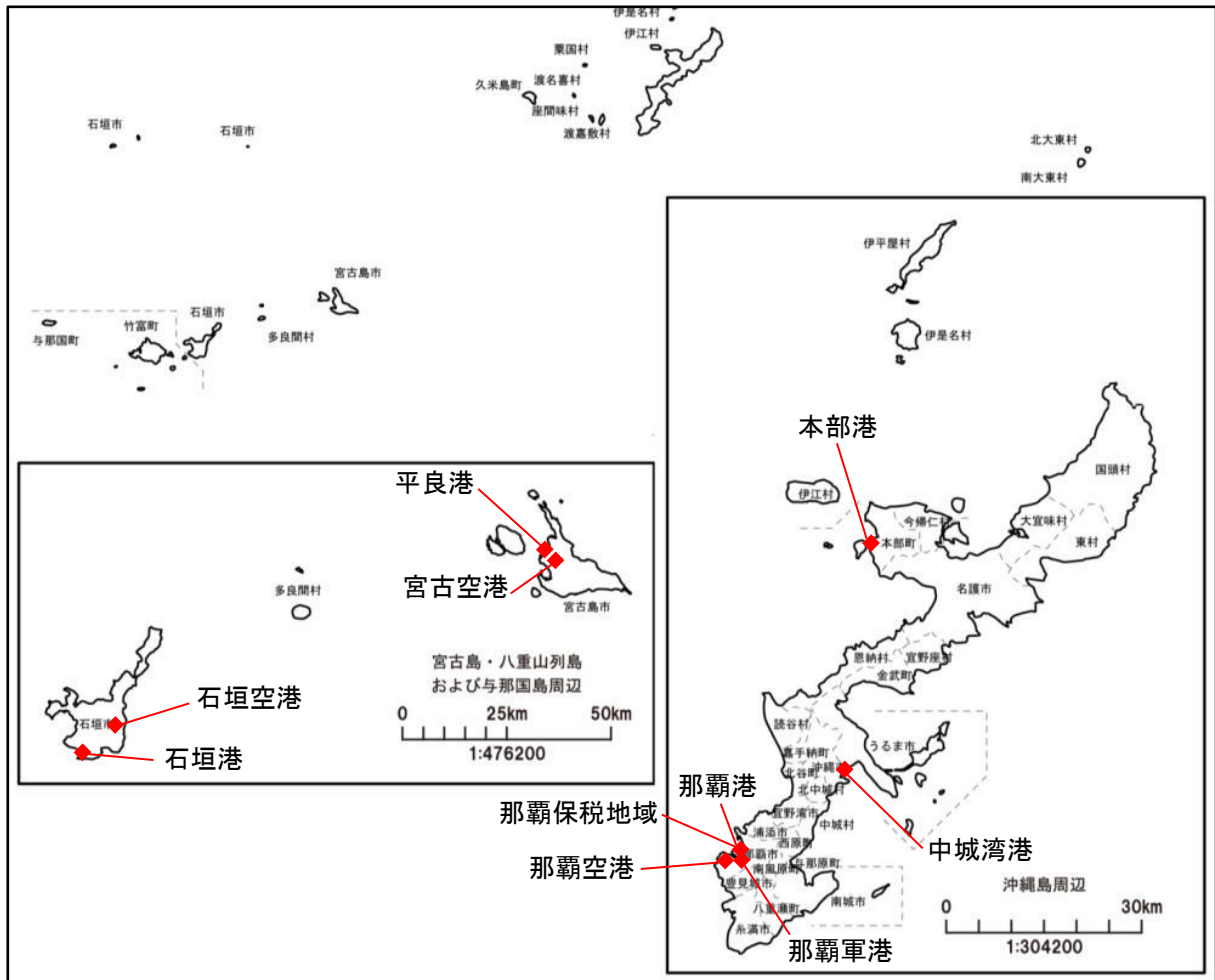 伊是名村
伊江村
粟国村
久米島町
渡名喜村
座間味村
渡嘉敷村
石垣市
石垣市
北大東村
南大東村
宮古島市
石垣市
竹富町
与那国町
多良間村
伊平屋村
伊是名村
本部港
国頭村
伊江村
今帰仁村
大宜味村
本部町
東村
名護市
恩納村
宜野座村
金武町
読谷村
うるま市
嘉手納町
沖縄市
北谷町
北中城村
那覇港
宜野湾市
中城村
那覇保税地域
浦添市
西原町
中城湾港
那覇空港
那覇市
与那原町
南風原町
豊見城市
南城市
八重瀬町
糸満市
那覇軍港
沖縄島周辺
0 30km
1:304200
平良港
宮古空港
多良間村
宮古島市
宮古島・八重山列島
および与那国島周辺
0 25km 50km
1:476200
石垣空港
石垣市
石垣港